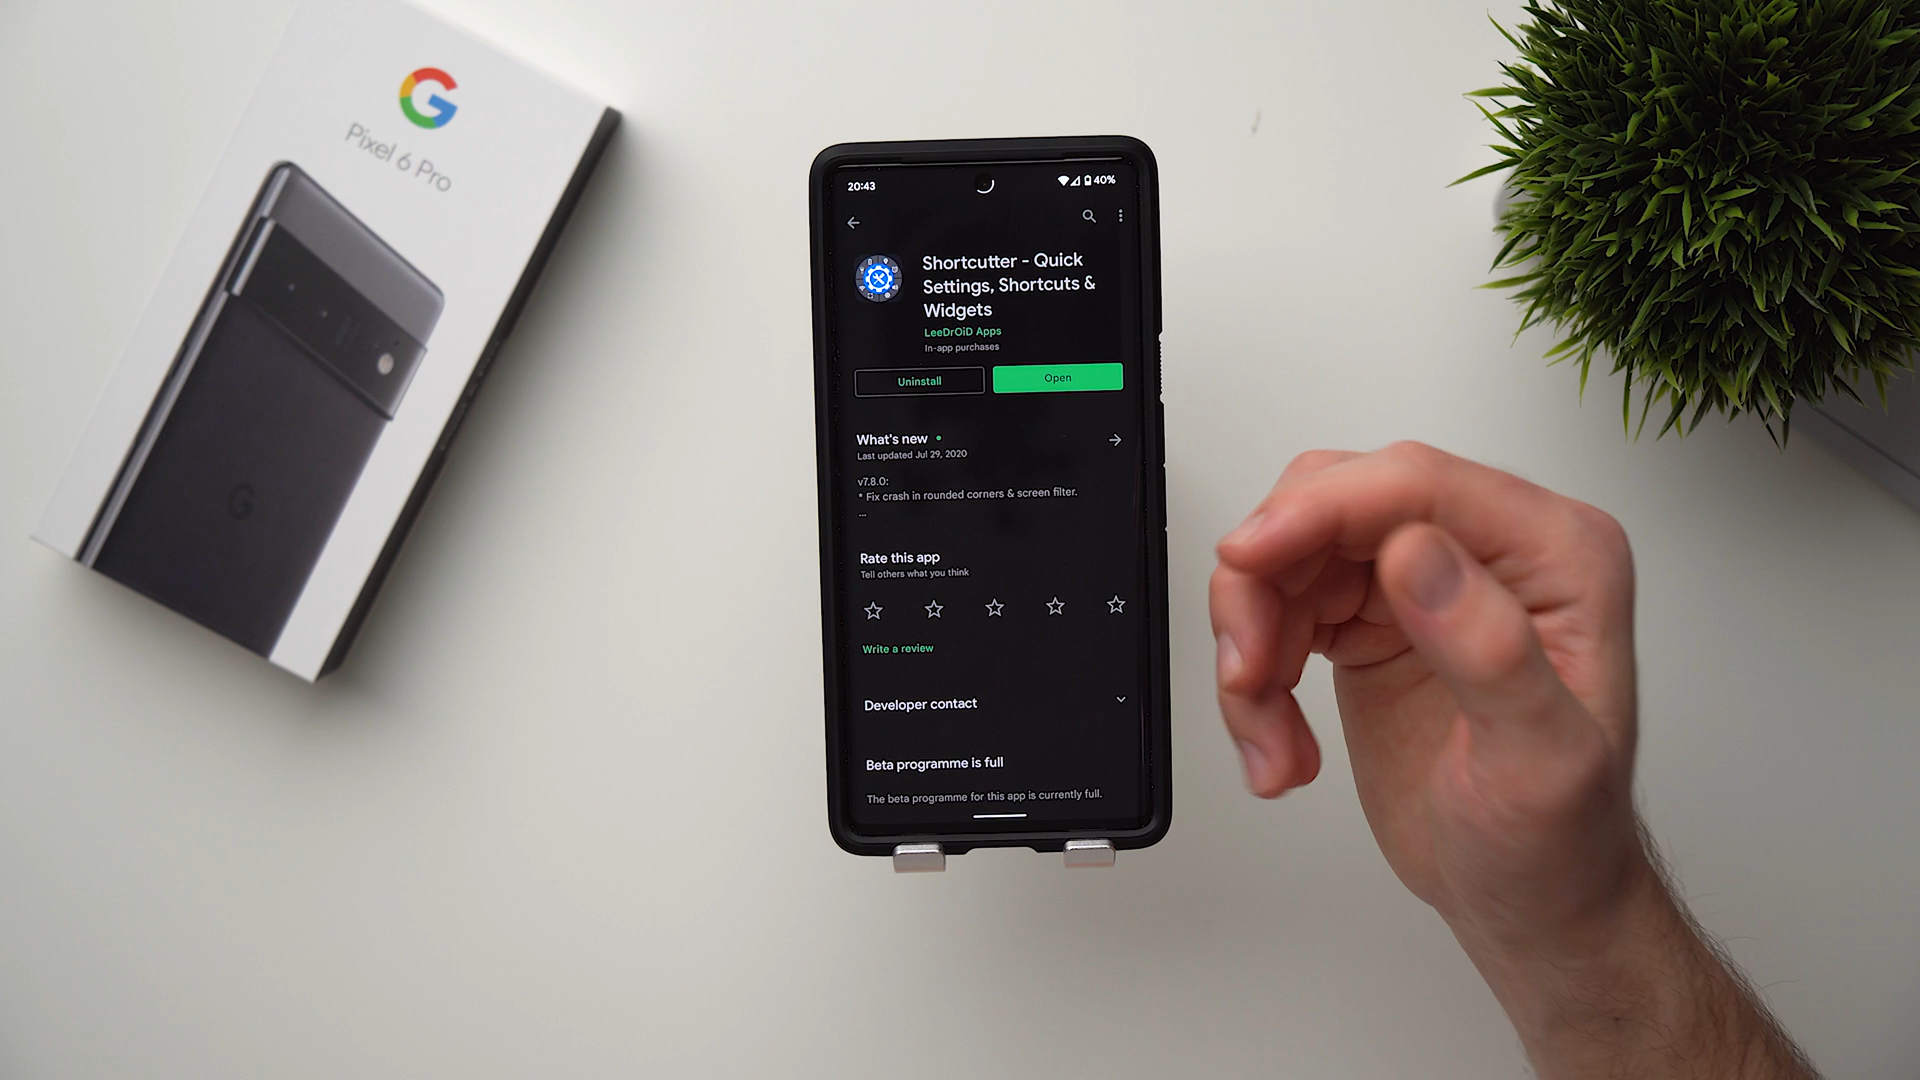 Pixel 6 Pro
20:43
40%
Shortcutter - Quick
Settings, Shortcuts &
Widgets
LeeDrOiD Apps
In-app purchases
Uninstall
Open
What's new
Last updated Jul 29, 2020
v7.8.0:
* Fix crash in rounded corners & screen filter.
...
Rate this app
Tell others what you think
Write a review
Developer contact
Beta programme is full
The beta programme for this app is currently full.